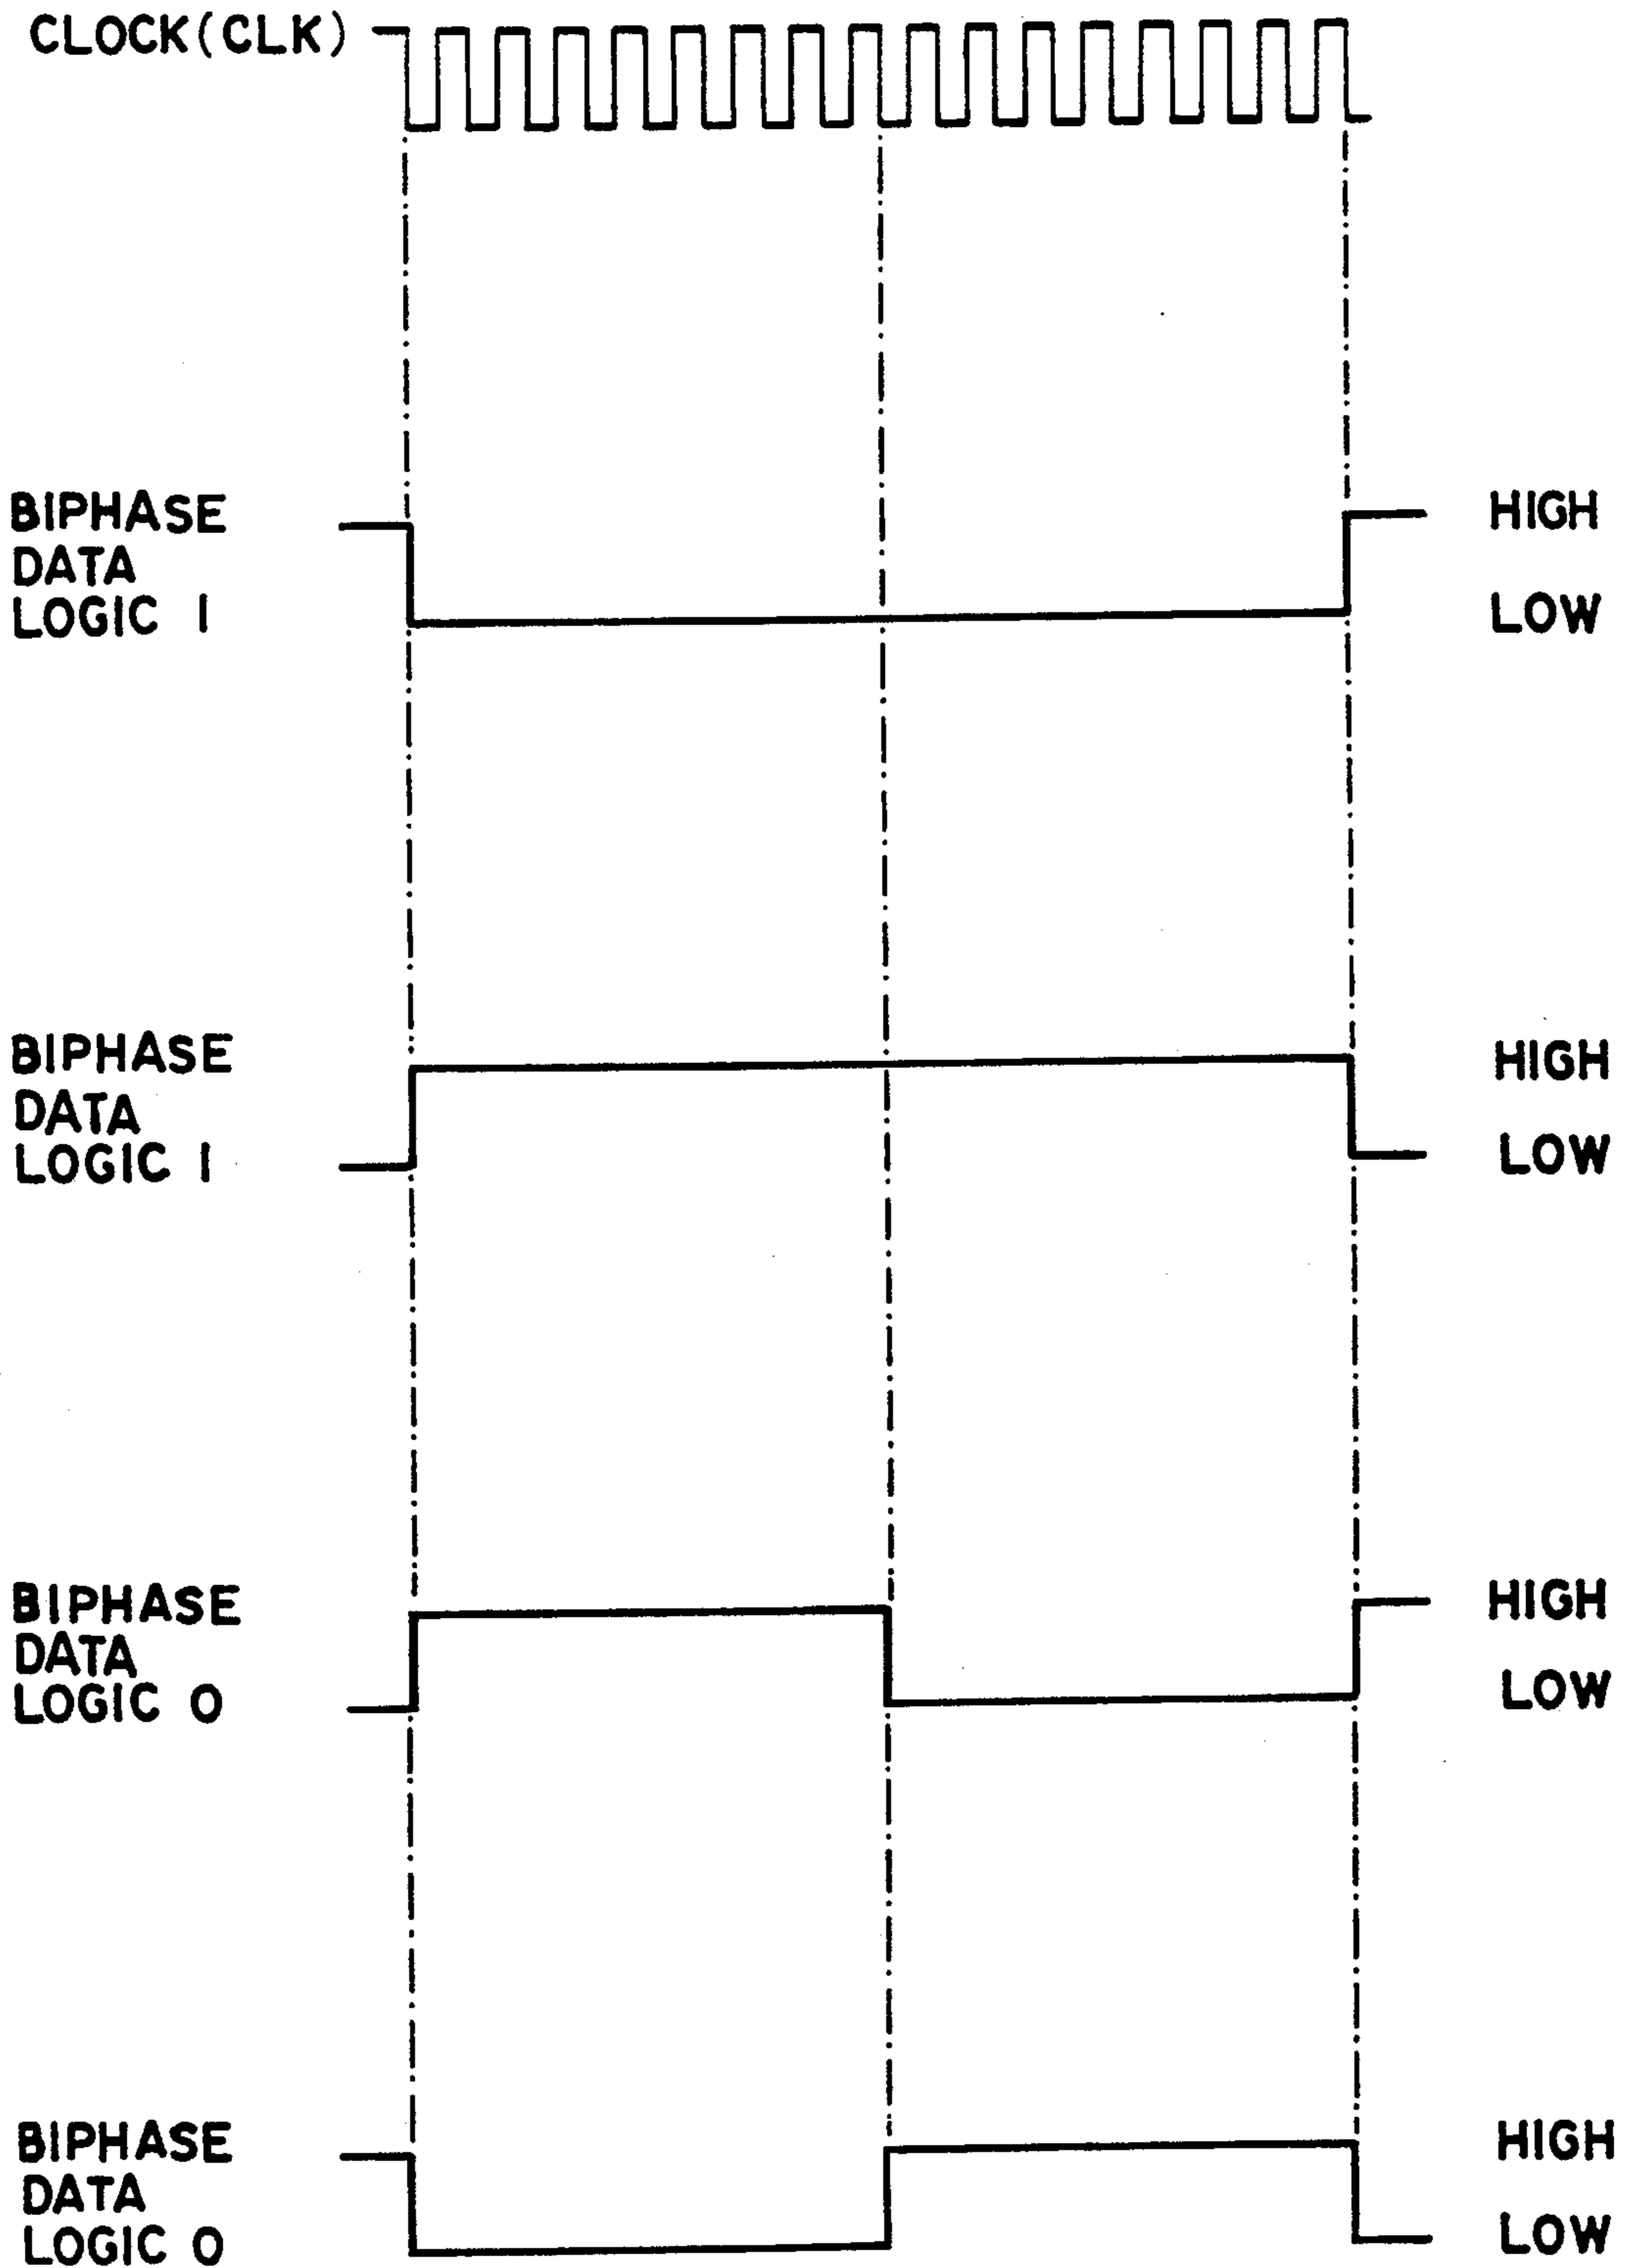 CLOCK(CLK)
BIPHASE
DATA
LOGIC 1
HIGH
LOW
BIPHASE
DATA
LOGIC 1
HIGH
LOW
BIPHASE
DATA
LOGIC 0
HIGH
LOW
BIPHASE
DATA
LOGIC 0
HIGH
LOW